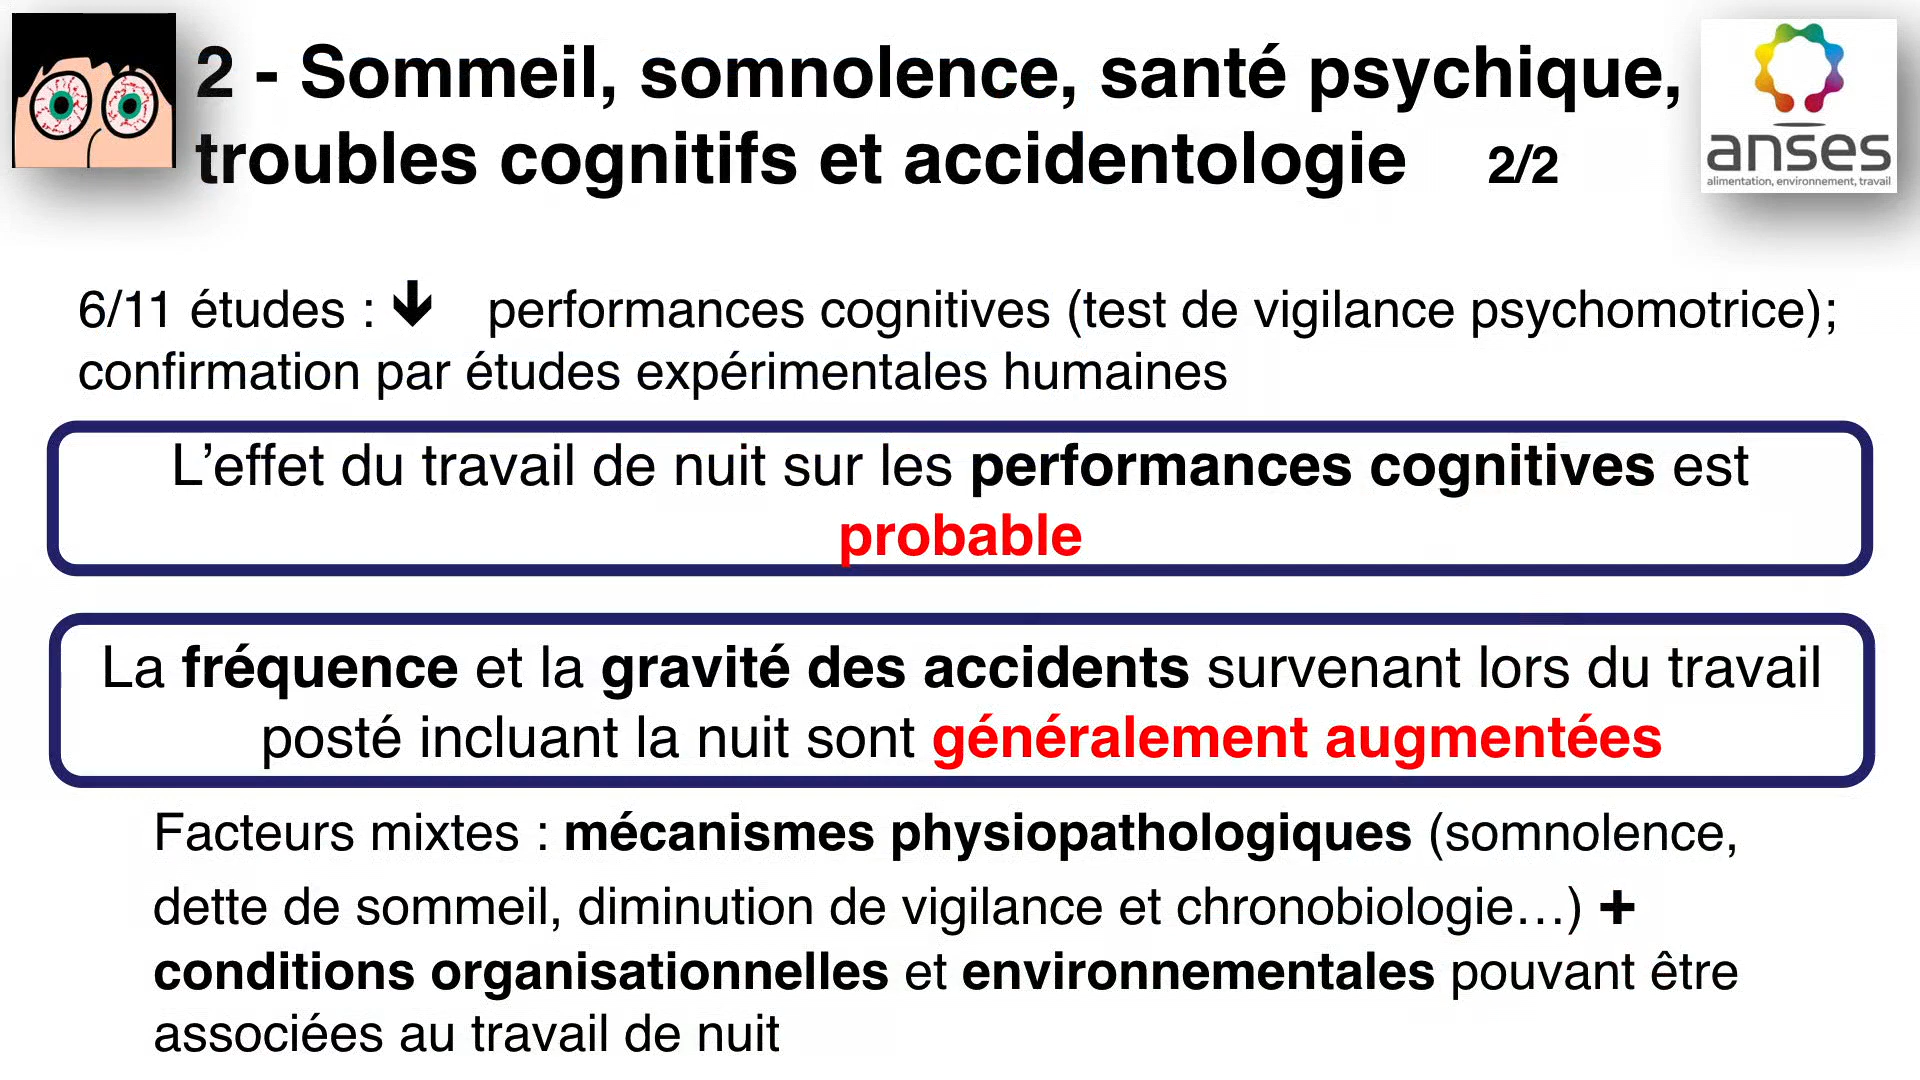 2 - Sommeil, somnolence, santé psychique,
troubles cognitifs et accidentologie 2/2
anses
alimentation, environnement, travail
6/11 études : 🡫 performances cognitives (test de vigilance psychomotrice);
confirmation par études expérimentales humaines
L’effet du travail de nuit sur les performances cognitives est
probable
La fréquence et la gravité des accidents survenant lors du travail
posté incluant la nuit sont généralement augmentées
Facteurs mixtes : mécanismes physiopathologiques (somnolence,
dette de sommeil, diminution de vigilance et chronobiologie…) +
conditions organisationnelles et environnementales pouvant être
associées au travail de nuit